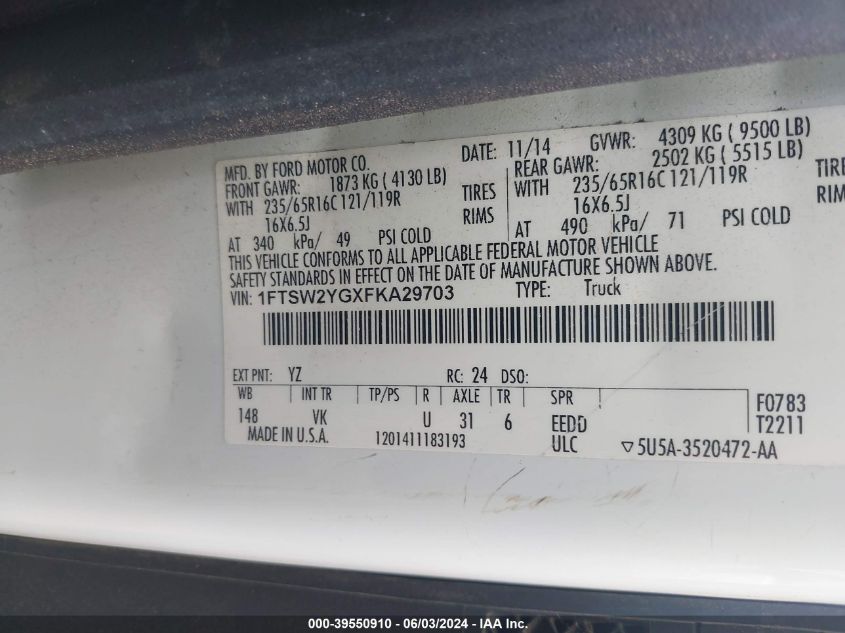 MFD. BY FORD MOTOR CO. DATE: 11/14 GVWR: 4309 KG ( 9500 LB)
FRONT GAWR: 1873 KG ( 4130 LB) REAR GAWR: 2502 KG ( 5515 LB)
WITH 235/65R16C 121/119R TIRES WITH 235/65R16C 121/119R TIRE
16X6.5J RIMS 16X6.5J RIMS
AT 340 kPa/ 49 PSI COLD AT 490 kPa/ 71 PSI COLD
THIS VEHICLE CONFORMS TO ALL APPLICABLE FEDERAL MOTOR VEHICLE
SAFETY STANDARDS IN EFFECT ON THE DATE OF MANUFACTURE SHOWN ABOVE.
VIN: 1FTSW2YGXFKA29703 TYPE: Truck
EXT PNT: YZ RC: 24 DSO:
WB INT TR TP/PS R AXLE TR SPR F0783
148 VK U 31 6 EEDD T2211
MADE IN U.S.A. 1201411183193 ULC ▽5U5A-3520472-AA
000-39550910 - 06/03/2024 - IAA Inc.